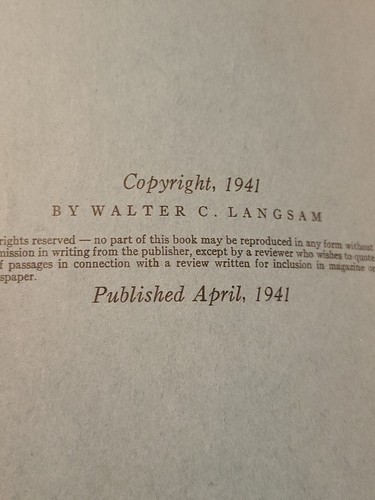 Copyright, 1941
BY WALTER C. LANGSAM
rights reserved — no part of this book may be reproduced in any form without
mission in writing from the publisher, except by a reviewer who wishes to quote
f passages in connection with a review written for inclusion in magazine or
spaper.
Published April, 1941